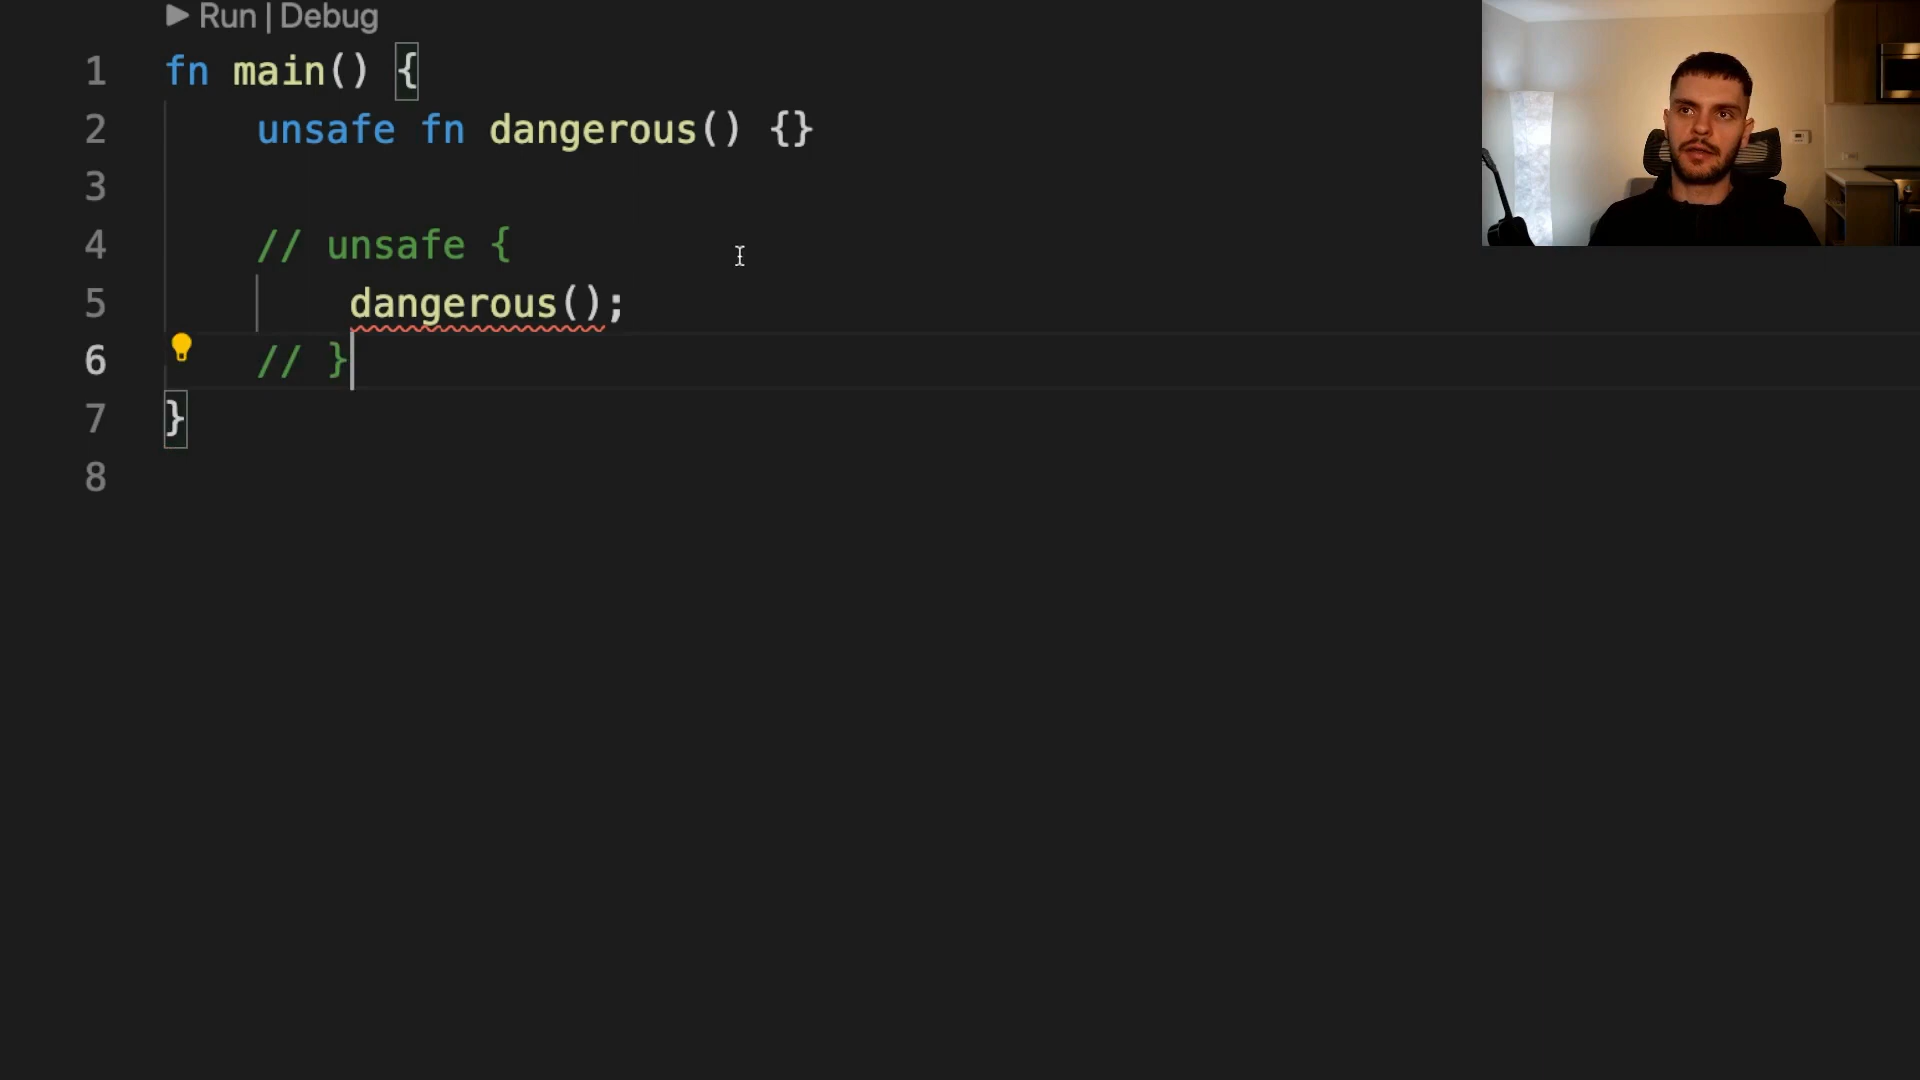 Run | Debug
1 fn main() {
2 unsafe fn dangerous() {}
3
4 // unsafe {
5 dangerous();
6 // }
7 }
8